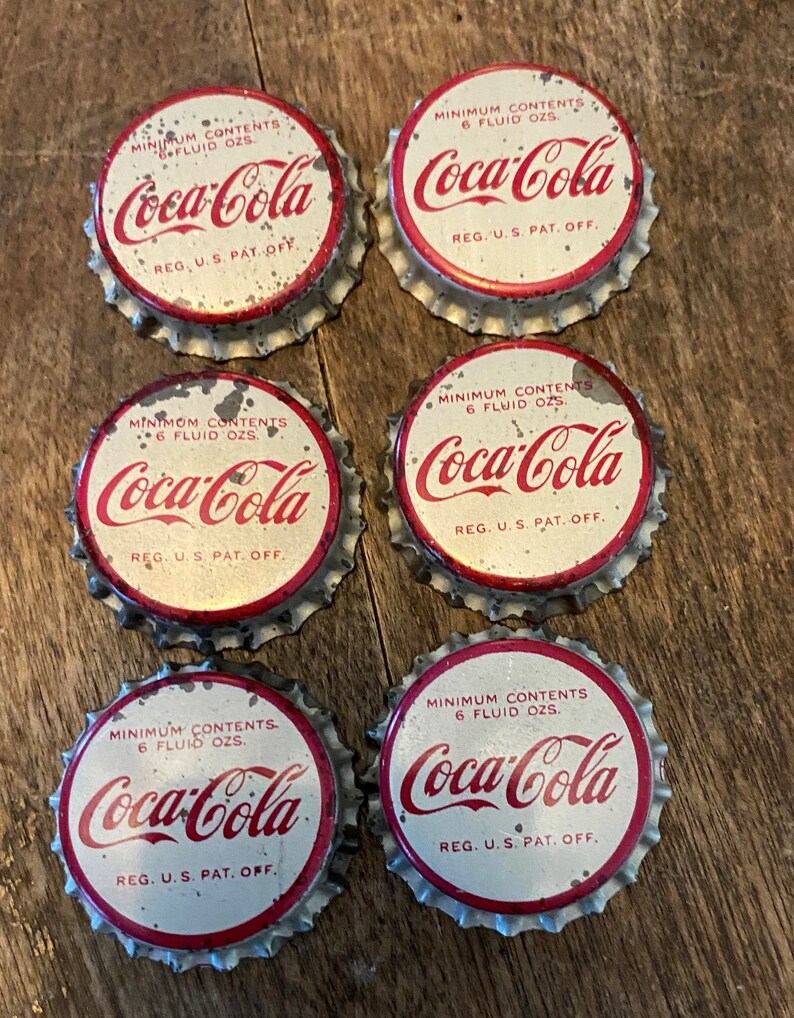 MINIMUM CONTENTS
6 FLUID OZS.
Coca-Cola
REG. U.S. PAT. OFF.
MINIMUM CONTENTS
6 FLUID OZS.
Coca-Cola
REG. U.S. PAT. OFF.
MINIMUM CONTENTS
6 FLUID OZS.
Coca-Cola
REG. U.S. PAT. OFF.
MINIMUM CONTENTS
6 FLUID OZS.
Coca-Cola
REG. U.S. PAT. OFF.
MINIMUM CONTENTS
6 FLUID OZS.
Coca-Cola
REG. U.S. PAT. OFF.
MINIMUM CONTENTS
6 FLUID OZS.
Coca-Cola
REG. U.S. PAT. OFF.